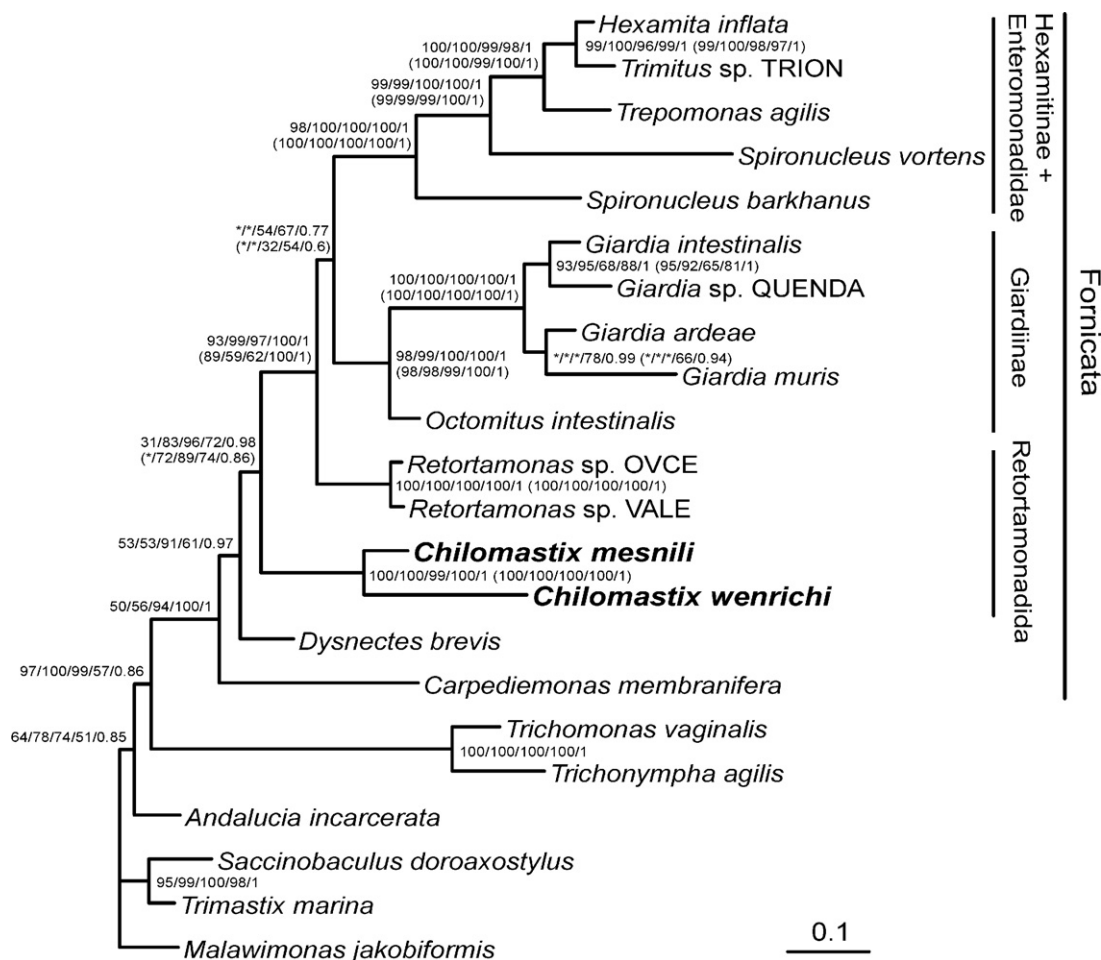 Hexamita inflata
99/100/96/99/1 (99/100/98/97/1)
Trimitus sp. TRION
100/100/99/98/1
(100/100/99/100/1)
Trepomonas agilis
99/99/100/100/1
(99/99/99/100/1)
Spironucleus vortens
98/100/100/100/1
(100/100/100/100/1)
Spironucleus barkhanus
*/*/54/67/0.77
(*/*/32/54/0.6)
Giardia intestinalis
93/95/68/88/1 (95/92/65/81/1)
Giardia sp. QUENDA
100/100/100/100/1
(100/100/100/100/1)
Giardia ardeae
*/*/*/78/0.99 (*/*/*/66/0.94)
Giardia muris
98/99/100/100/1
(98/98/99/100/1)
Octomitus intestinalis
93/99/97/100/1
(89/59/62/100/1)
Retortamonas sp. OVCE
100/100/100/100/1 (100/100/100/100/1)
Retortamonas sp. VALE
31/83/96/72/0.98
(*/72/89/74/0.86)
Chilomastix mesnili
100/100/99/100/1 (100/100/100/100/1)
Chilomastix wenrichi
53/53/91/61/0.97
Dysnectes brevis
50/56/94/100/1
Carpediemonas membranifera
97/100/99/57/0.86
Trichomonas vaginalis
100/100/100/100/1
Trichonympha agilis
64/78/74/51/0.85
Andalucia incarcerata
Saccinobaculus doroaxostylus
95/99/100/98/1
Trimastix marina
Malawimonas jakobiformis
0.1
Hexamitinae +
Enteromonadidae
Giardinae
Retortamonadida
Fornicata